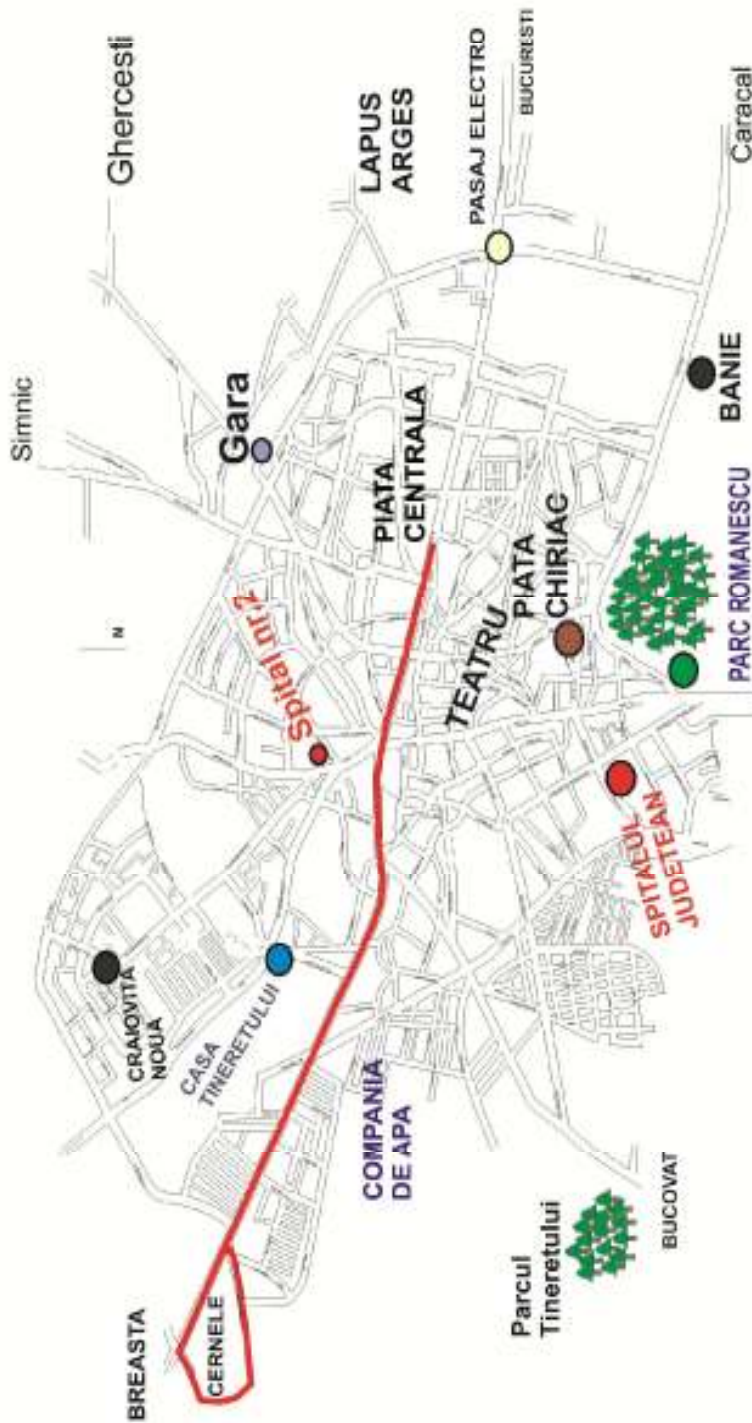 Simnic
Ghercesti
N
Gara
LAPUS
ARGES
Spital nr.2
PIATA
CENTRALA
PASAJ ELECTRO
BUCURESTI
CRAIOVITA
NOUA
CASA
TINERETULUI
TEATRU
PIATA
CHIRIAC
BREASTA
CERNELE
COMPANIA
DE APA
BANIE
Caracal
SPITALUL
JUDETEAN
PARC ROMANESCU
Parcul
Tineretului
BUCOVAT